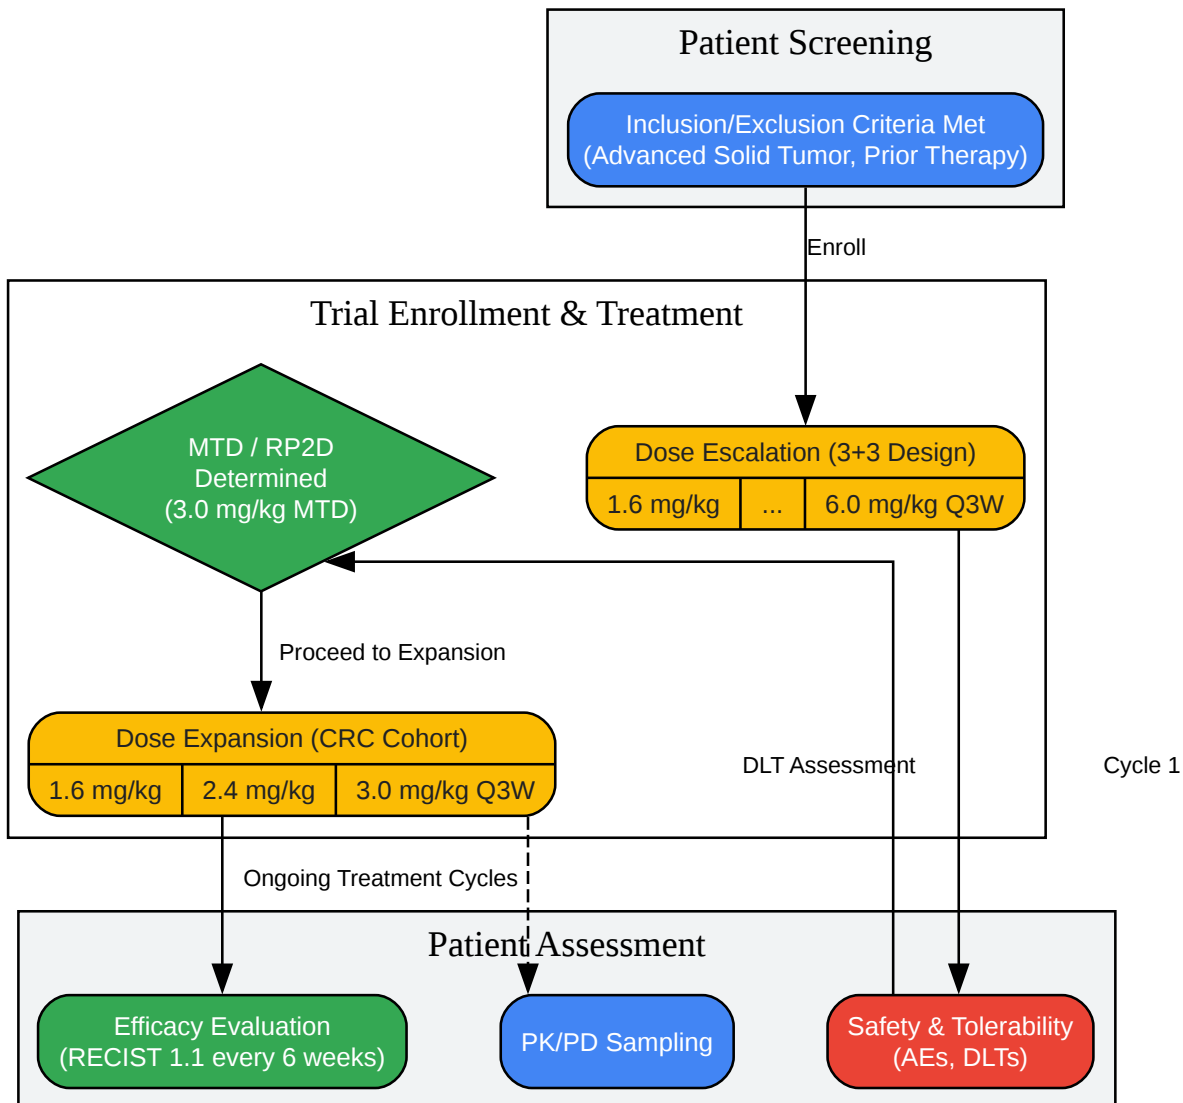 Patient Screening
Inclusion/Exclusion Criteria Met
(Advanced Solid Tumor, Prior Therapy)
Enroll
Trial Enrollment & Treatment
MTD / RP2D
Determined
(3.0 mg/kg MTD)
Dose Escalation (3+3 Design)
1.6 mg/kg
...
6.0 mg/kg Q3W
Proceed to Expansion
Dose Expansion (CRC Cohort)
1.6 mg/kg
2.4 mg/kg
3.0 mg/kg Q3W
DLT Assessment
Cycle 1
Ongoing Treatment Cycles
Patient Assessment
Efficacy Evaluation
(RECIST 1.1 every 6 weeks)
PK/PD Sampling
Safety & Tolerability
(AEs, DLTs)